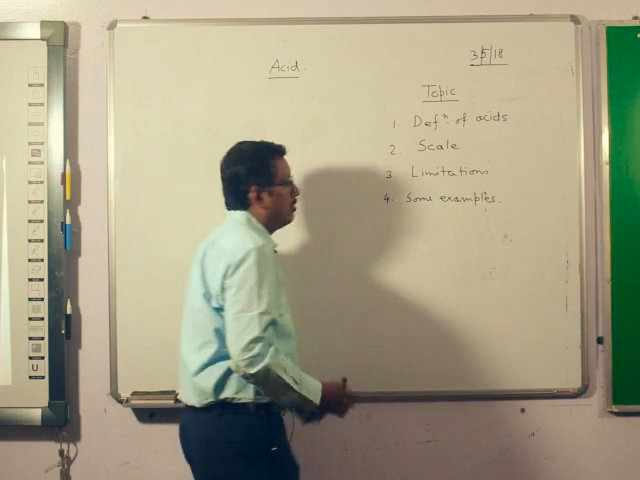 Acid
3/5/18
Topic
1. Defⁿ. of acids
2. Scale
3 Limitations
4. Some examples.
U